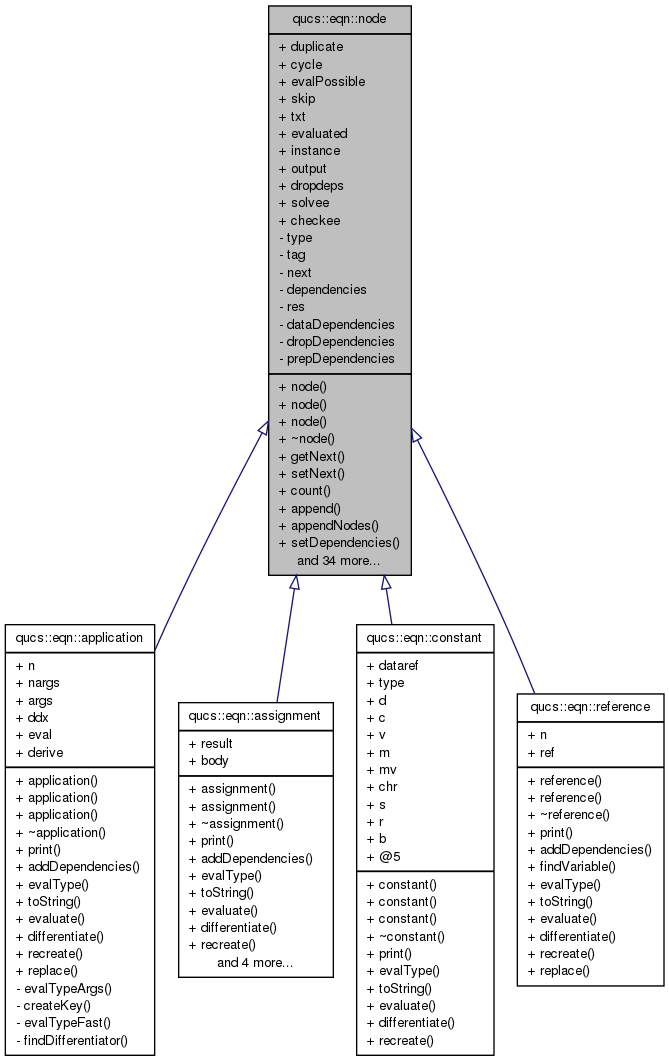 qucs::eqn::node
+ duplicate
+ cycle
+ evalPossible
+ skip
+ txt
+ evaluated
+ instance
+ output
+ dropdeps
+ solvee
+ checkee
- type
- tag
- next
- dependencies
- res
- dataDependencies
- dropDependencies
- prepDependencies
+ node()
+ node()
+ node()
+ ~node()
+ getNext()
+ setNext()
+ count()
+ append()
+ appendNodes()
+ setDependencies()
and 34 more...
qucs::eqn::application
+ n
+ nargs
+ args
+ ddx
+ eval
+ derive
+ application()
+ application()
+ application()
+ ~application()
+ print()
+ addDependencies()
+ evalType()
+ toString()
+ evaluate()
+ differentiate()
+ recreate()
+ replace()
- evalTypeArgs()
- createKey()
- evalTypeFast()
- findDifferentiator()
qucs::eqn::assignment
+ result
+ body
+ assignment()
+ assignment()
+ ~assignment()
+ print()
+ addDependencies()
+ evalType()
+ toString()
+ evaluate()
+ differentiate()
+ recreate()
and 4 more...
qucs::eqn::constant
+ dataref
+ type
+ d
+ c
+ v
+ m
+ mv
+ chr
+ s
+ r
+ b
+ @5
+ constant()
+ constant()
+ constant()
+ ~constant()
+ print()
+ evalType()
+ toString()
+ evaluate()
+ differentiate()
+ recreate()
qucs::eqn::reference
+ n
+ ref
+ reference()
+ reference()
+ ~reference()
+ print()
+ addDependencies()
+ findVariable()
+ evalType()
+ toString()
+ evaluate()
+ differentiate()
+ recreate()
+ replace()